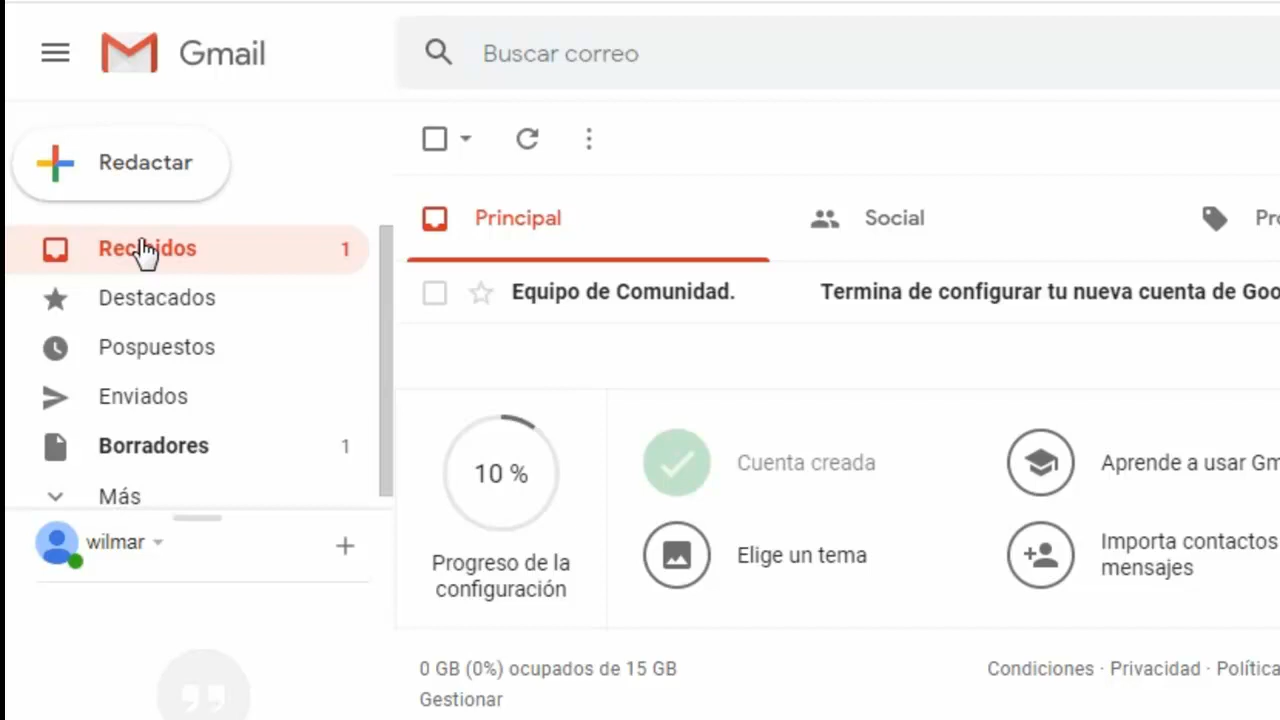 Gmail
Buscar correo
Redactar
Recibidos 1
Destacados
Pospuestos
Enviados
Borradores 1
Más
wilmar
Principal
Social
Equipo de Comunidad. Termina de configurar tu nueva cuenta de
10 %
Progreso de la
configuración
Cuenta creada
Aprende a usar
Elige un tema
Importa contactos
mensajes
0 GB (0%) ocupados de 15 GB
Gestionar
Condiciones · Privacidad · Política